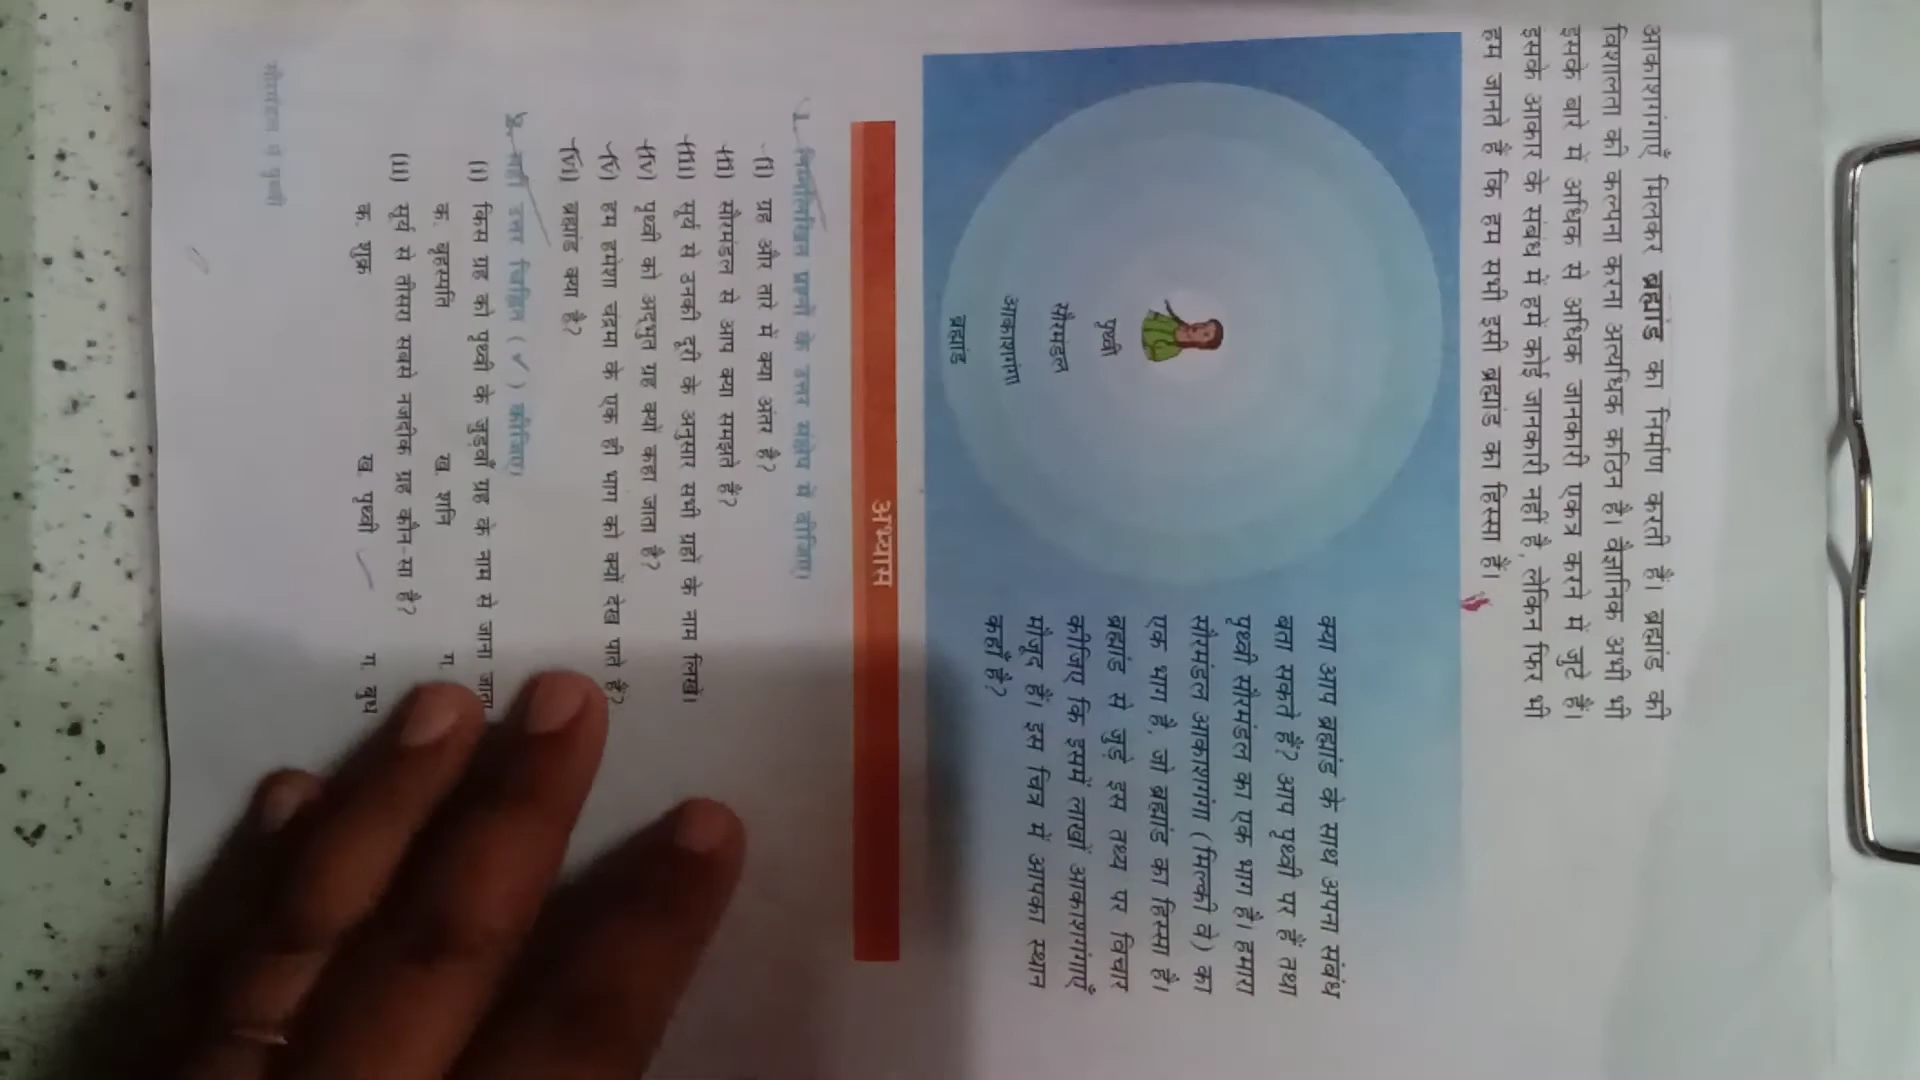 आकाशगंगाएँ मिलकर ब्रह्मांड का निर्माण करती हैं। ब्रह्मांड की
विशालता की कल्पना करना अत्यधिक कठिन है। वैज्ञानिक अभी भी
इसके बारे में अधिक से अधिक जानकारी एकत्र करने में जुटे हैं।
इसके आकार के संबंध में हमें कोई जानकारी नहीं है, लेकिन फिर भी
हम जानते हैं कि हम सभी इसी ब्रह्मांड का हिस्सा हैं।
पृथ्वी
सौरमंडल
आकाशगंगा
ब्रह्मांड
क्या आप ब्रह्मांड के साथ अपना संबंध
बता सकते हैं? आप पृथ्वी पर हैं तथा
पृथ्वी सौरमंडल का एक भाग है। हमारा
सौरमंडल आकाशगंगा (मिल्की वे) का
एक भाग है, जो ब्रह्मांड का हिस्सा है।
ब्रह्मांड से जुड़े इस तथ्य पर विचार
कीजिए कि इसमें लाखों आकाशगंगाएँ
मौजूद हैं। इस चित्र में आपका स्थान
कहाँ है?
अभ्यास
1. निम्नलिखित प्रश्नों के उत्तर संक्षेप में दीजिए।
(i) ग्रह और तारे में क्या अंतर है?
(ii) सौरमंडल से आप क्या समझते हैं?
(iii) सूर्य से उनकी दूरी के अनुसार सभी ग्रहों के नाम लिखें।
(iv) पृथ्वी को अद्भुत ग्रह क्यों कहा जाता है?
(v) हम हमेशा चंद्रमा के एक ही भाग को क्यों देख पाते हैं?
(vi) ब्रह्मांड क्या है?
2. सही उत्तर चिह्नित (✓) कीजिए।
(i) किस ग्रह को पृथ्वी के जुड़वाँ ग्रह के नाम से जाना जाता
क. बृहस्पति ख. शनि ग.
(ii) सूर्य से तीसरा सबसे नजदीक ग्रह कौन-सा है?
क. शुक्र ख. पृथ्वी ग. बुध
सौरमंडल में पृथ्वी